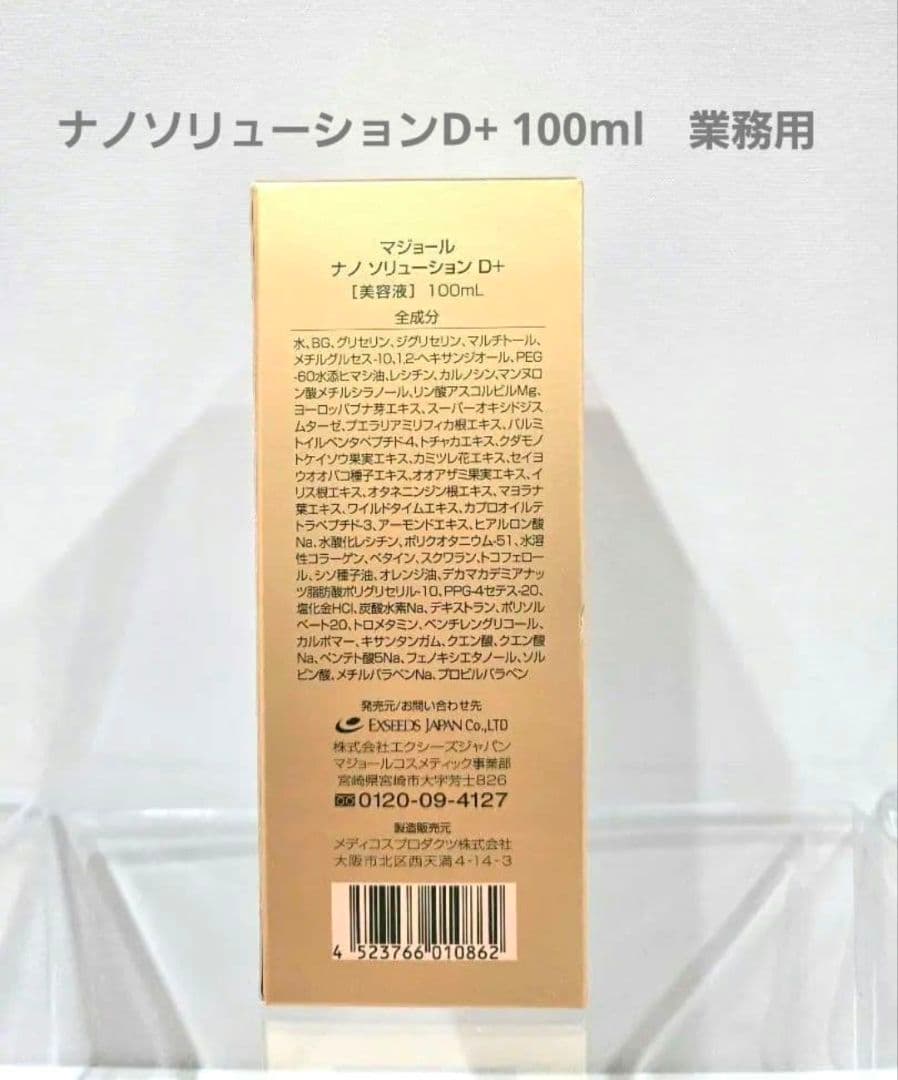 ナノソリューションD+ 100ml　業務用
マジョール
ナノ ソリューション D+
［美容液］ 100mL
全成分
水、BG、グリセリン、ジグリセリン、マルチトール、
メチルグルセス-10、1,2-ヘキサンジオール、PEG
-60水添ヒマシ油、レシチン、カルノシン、マンヌロ
ン酸メチルシラノール、リン酸アスコルビルMg、
ヨーロッパブナ芽エキス、スーパーオキシドジス
ムターゼ、プエラリアミリフィカ根エキス、パルミ
トイルペンタペプチド-4、トチャカエキス、クダモノ
トケイソウ果実エキス、カミツレ花エキス、セイヨ
ウオオバコ種子エキス、オオアザミ果実エキス、イ
リス根エキス、オタネニンジン根エキス、マヨラナ
葉エキス、ワイルドタイムエキス、カプロオイルテ
トラペプチド-3、アーモンドエキス、ヒアルロン酸
Na、水酸化レシチン、ポリクオタニウム-51、水溶
性コラーゲン、ベタイン、スクワラン、トコフェロー
ル、シソ種子油、オレンジ油、デカマカデミアナッ
ツ脂肪酸ポリグリセリル-10、PPG-4セテス-20、
塩化金HCl、炭酸水素Na、デキストラン、ポリソル
ベート20、トロメタミン、ペンチレングリコール、
カルボマー、キサンタンガム、クエン酸、クエン酸
Na、ペンテト酸5Na、フェノキシエタノール、ソル
ビン酸、メチルパラベンNa、プロピルパラベン
発売元/お問い合わせ先
EXSEEDS JAPAN Co.,LTD
株式会社エクシーズジャパン
マジョールコスメティック事業部
宮崎県宮崎市大字芳士826
0120-09-4127
製造販売元
メディコスプロダクツ株式会社
大阪市北区西天満4-14-3
4 523766 010862